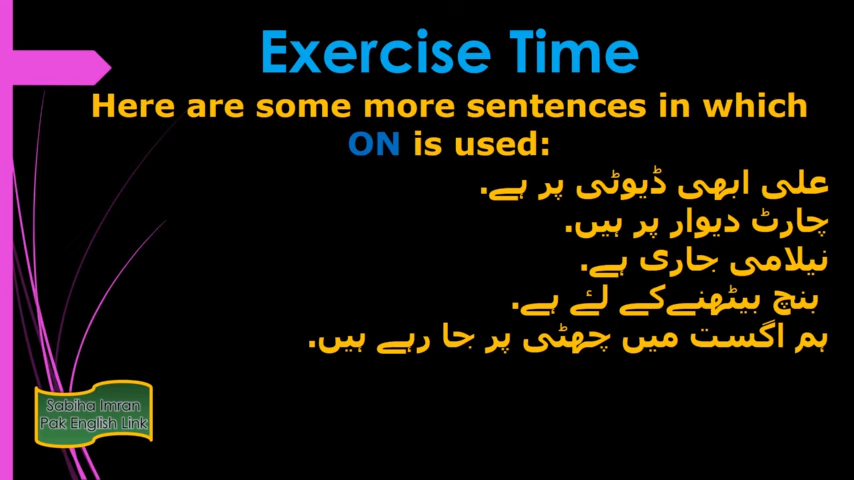 Exercise Time
Here are some more sentences in which
ON is used:
علی ابھی ڈیوٹی پر ہے.
چارٹ دیوار پر ہیں.
نیلامی جاری ہے.
بنچ بیٹھنےکے لئے ہے.
ہم اگست میں چھٹی پر جا رہے ہیں.
Sabiha Imran
Pak English Link